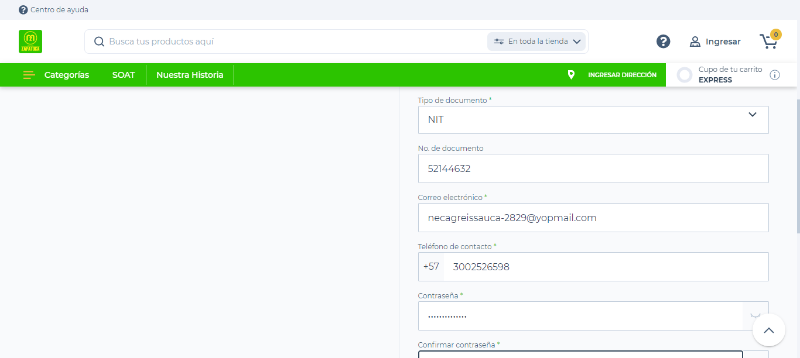 Centro de ayuda
Busca tus productos aquí
En toda la tienda
Ingresar
0
Categorías
SOAT
Nuestra Historia
INGRESAR DIRECCIÓN
Cupo de tu carrito
EXPRESS
Tipo de documento *
NIT
No. de documento
52144632
Correo electrónico *
necagreissauca-2829@yopmail.com
Teléfono de contacto *
+57 3002526598
Contraseña *
••••••••••••••
Confirmar contraseña *